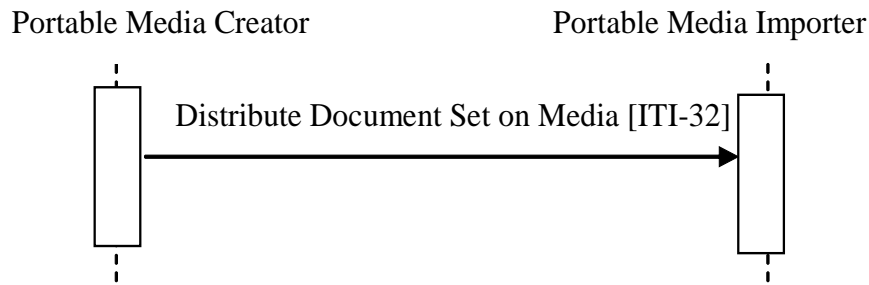 Portable Media Creator
Portable Media Importer
Distribute Document Set on Media [ITI-32]